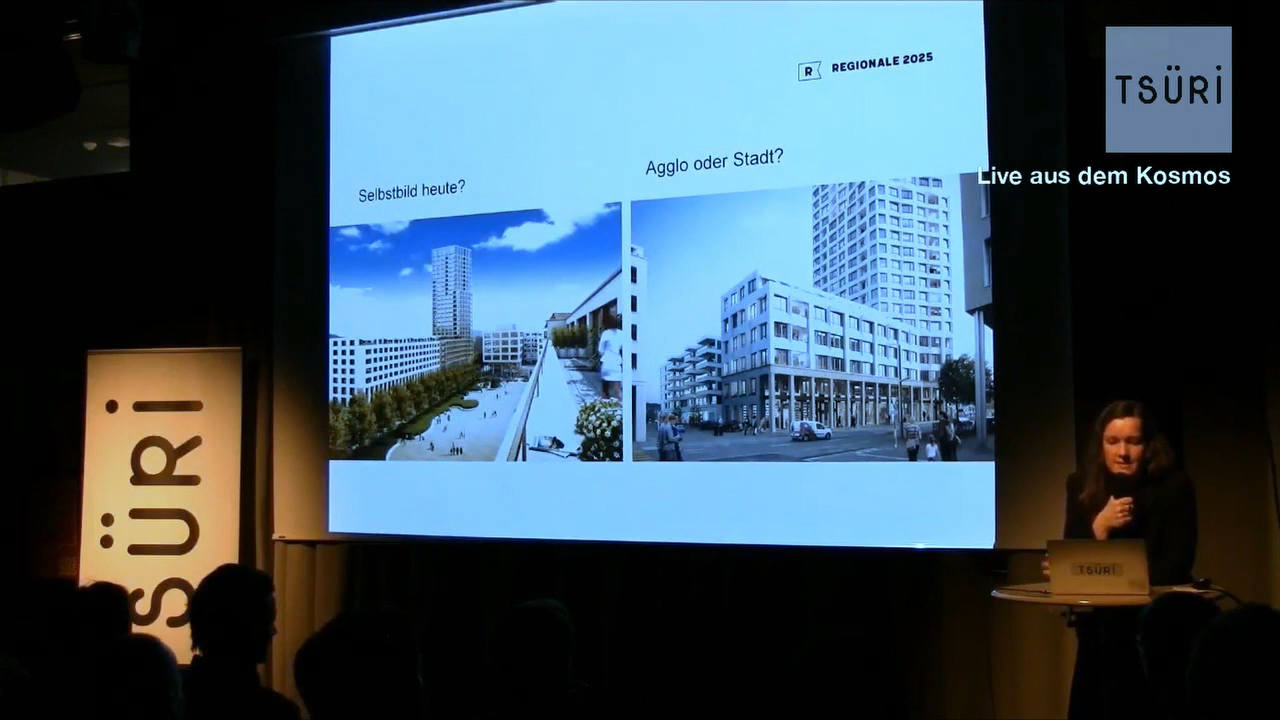 R REGIONALE 2025
TSÜRİ
Live aus dem Kosmos
Agglo oder Stadt?
Selbstbild heute?
TSÜRİ
TSÜRİ